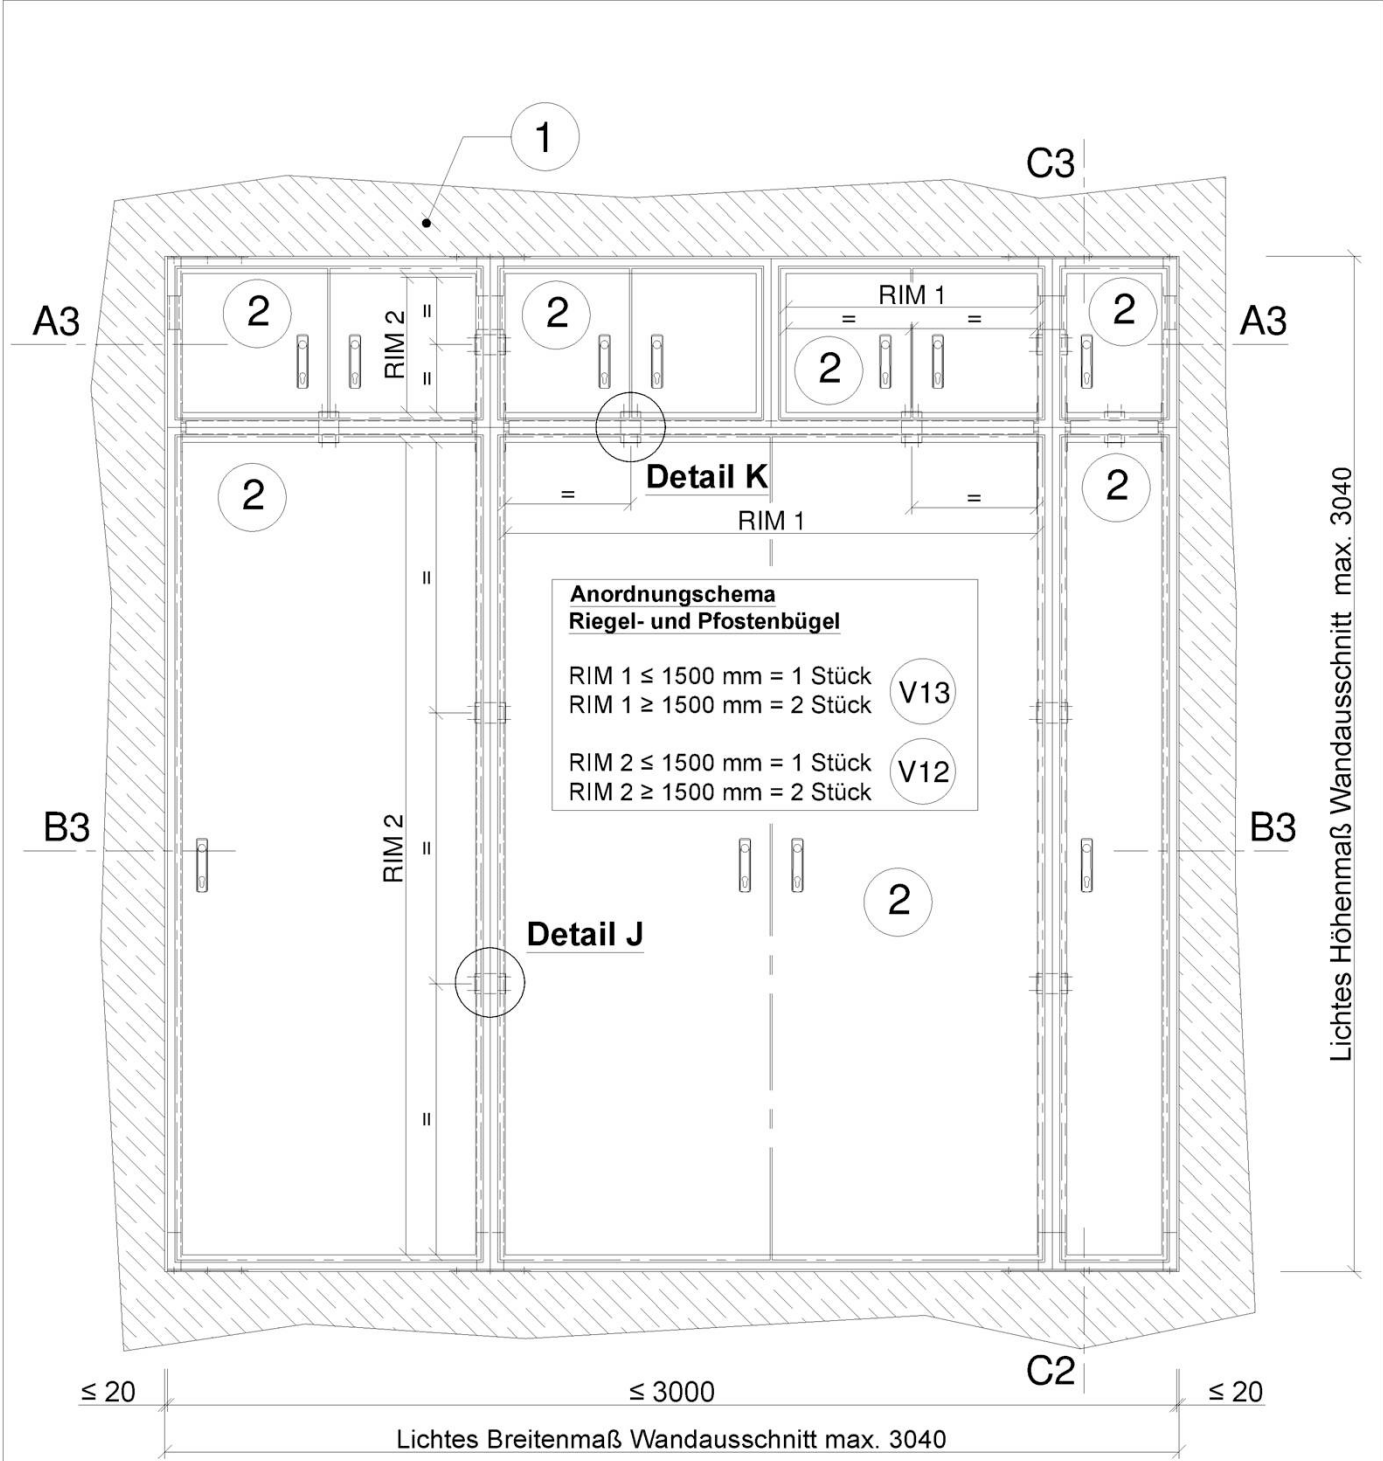 1
C3
2
2
RIM 1
2
A3
RIM 2
=
=
=
=
2
A3
2
Detail K
2
=
=
RIM 1
=
Anordnungschema
Riegel- und Pfostenbügel
RIM 1 ≤ 1500 mm = 1 Stück
RIM 1 ≥ 1500 mm = 2 Stück
V13
RIM 2 ≤ 1500 mm = 1 Stück
RIM 2 ≥ 1500 mm = 2 Stück
V12
Lichtes Höhenmaß Wandausschnitt max. 3040
B3
RIM 2
=
B3
2
Detail J
=
C2
≤ 20
≤ 3000
≤ 20
Lichtes Breitenmaß Wandausschnitt max. 3040